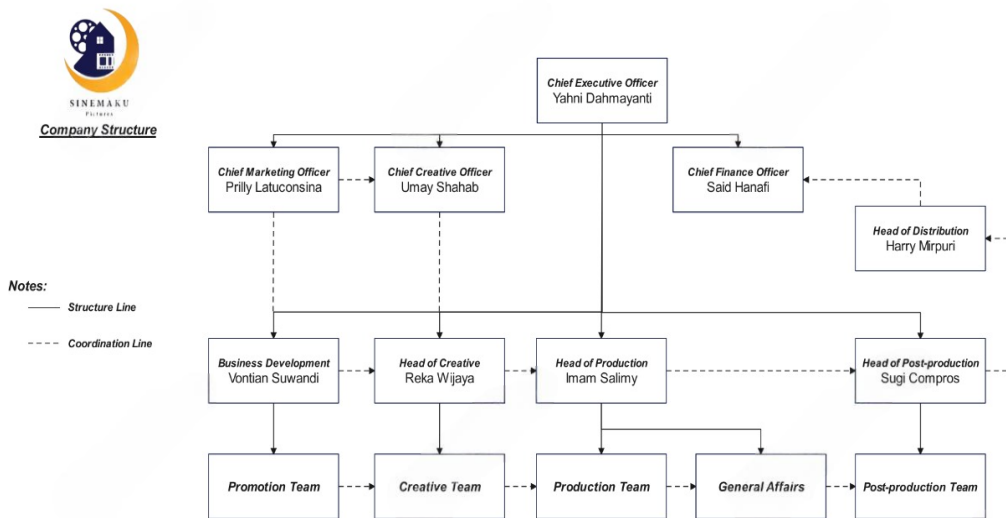 SINEMAKU
Pictures
Company Structure
Chief Executive Officer
Yahni Dahmayanti
Chief Marketing Officer
Prilly Latuconsina
Chief Creative Officer
Umay Shahab
Chief Finance Officer
Said Hanafi
Head of Distribution
Harry Mirpuri
Notes:
Structure Line
Coordination Line
Business Development
Vontian Suwandi
Head of Creative
Reka Wijaya
Head of Production
Imam Salimy
Head of Post-production
Sugi Compros
Promotion Team
Creative Team
Production Team
General Affairs
Post-production Team